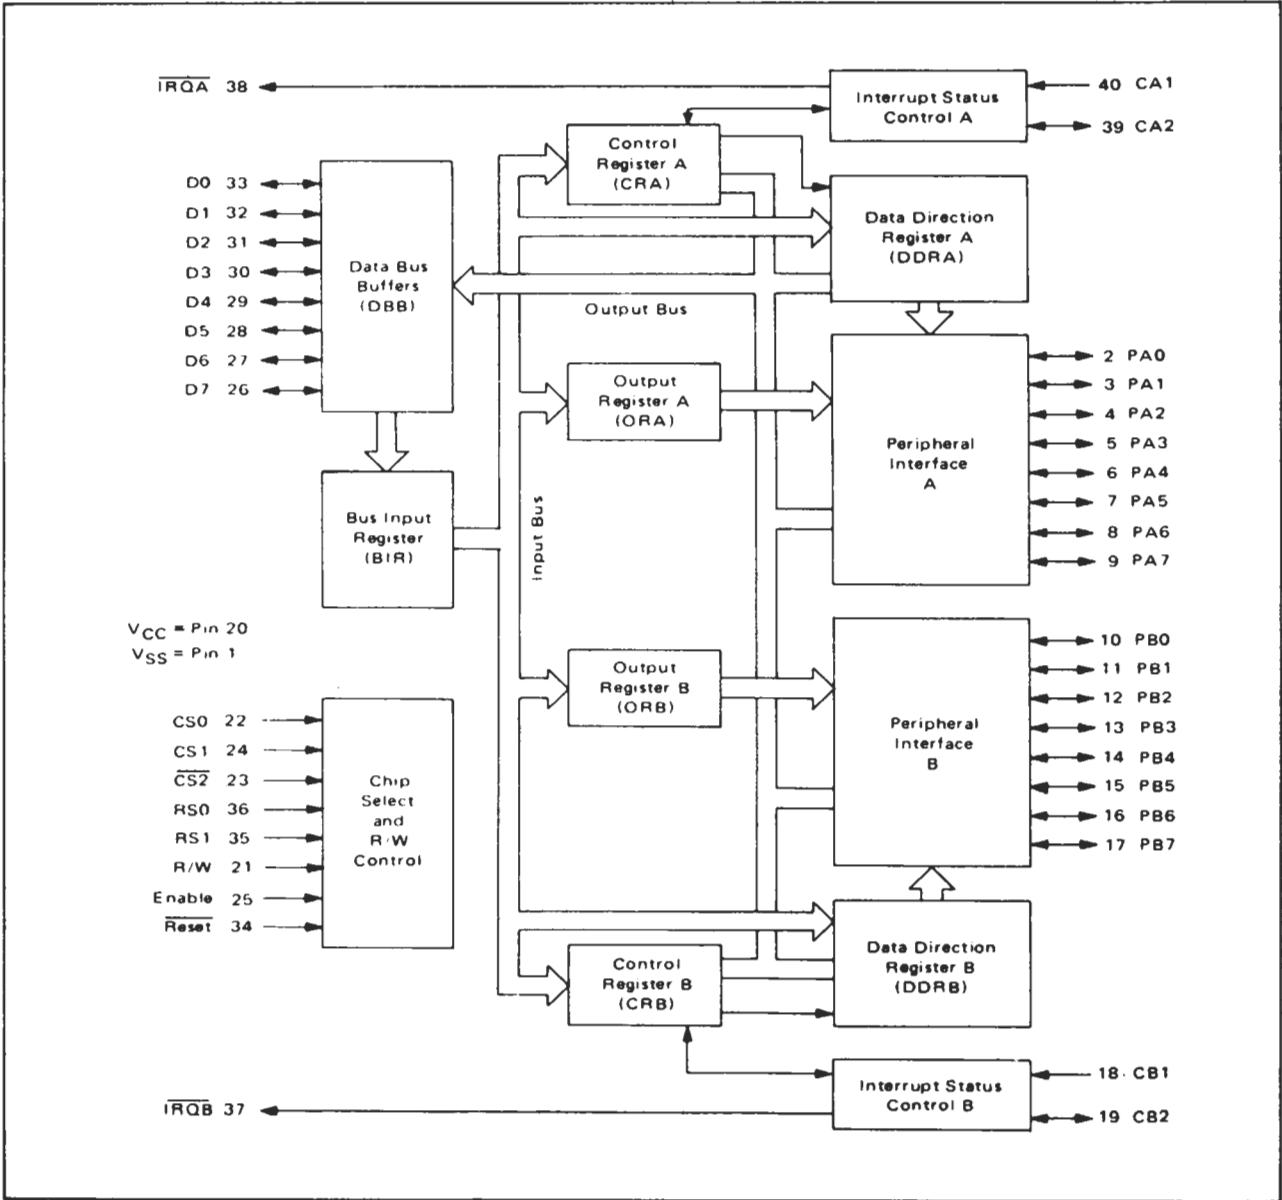 IRQA 38
Interrupt Status
Control A
40 CA1
39 CA2
Control
Register A
(CRA)
D0 33
D1 32
D2 31
D3 30
D4 29
D5 28
D6 27
D7 26
Data Bus
Buffers
(DBB)
Data Direction
Register A
(DDRA)
Output Bus
Output
Register A
(ORA)
Peripheral
Interface
A
2 PA0
3 PA1
4 PA2
5 PA3
6 PA4
7 PA5
8 PA6
9 PA7
Bus Input
Register
(BIR)
Input Bus
VCC = Pin 20
VSS = Pin 1
Output
Register B
(ORB)
Peripheral
Interface
B
10 PB0
11 PB1
12 PB2
13 PB3
14 PB4
15 PB5
16 PB6
17 PB7
CS0 22
CS1 24
CS2 23
RS0 36
RS1 35
R/W 21
Enable 25
Reset 34
Chip
Select
and
R/W
Control
Control
Register B
(CRB)
Data Direction
Register B
(DDRB)
Interrupt Status
Control B
18 CB1
19 CB2
IRQB 37